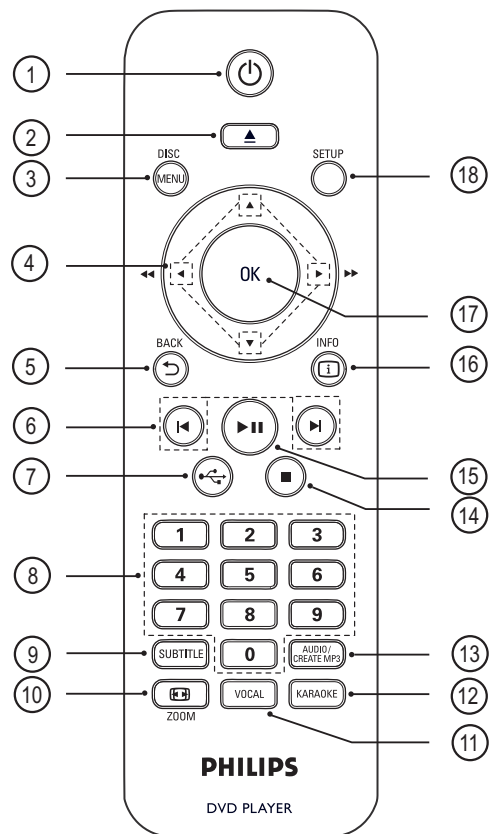 1
2
DISC
SETUP
3
MENU
18
4
OK
17
BACK
INFO
5
i
16
6
7
15
14
1 2 3
8
4 5 6
7 8 9
9
SUBTITLE
0
AUDIO/
CREATE MP3
13
10
VOCAL
KARAOKE
12
ZOOM
11
PHILIPS
DVD PLAYER